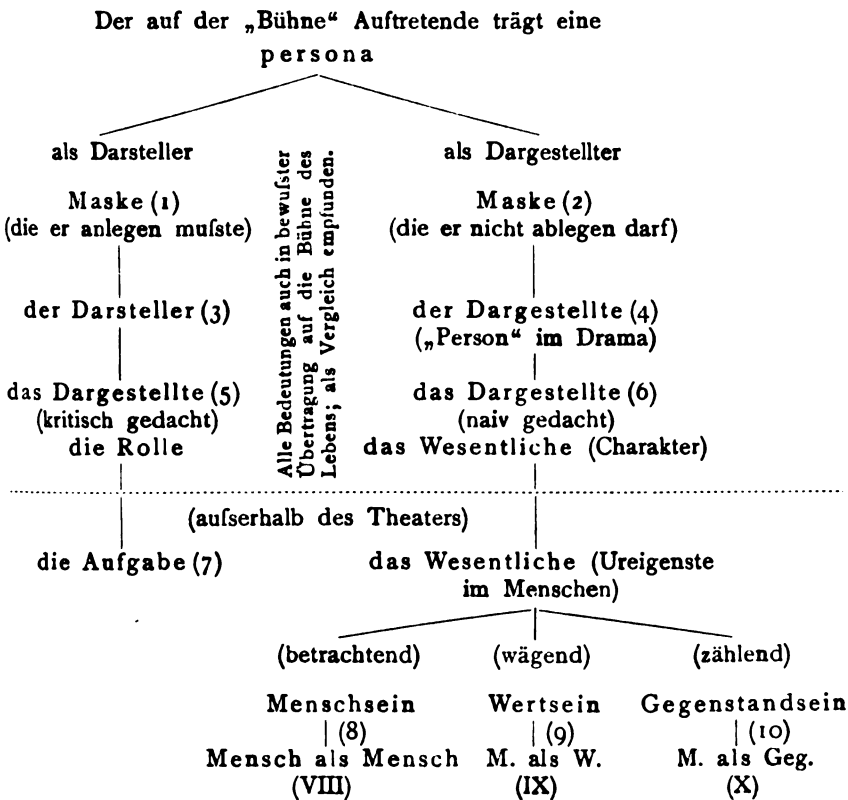 Der auf der „Bühne“ Auftretende trägt eine
persona
als Darsteller
Maske (1)
(die er anlegen muſste)
der Darsteller (3)
das Dargestellte (5)
(kritisch gedacht)
die Rolle
Alle Bedeutungen auch in bewuſster
Übertragung auf die Bühne des
Lebens; als Vergleich empfunden.
als Dargestellter
Maske (2)
(die er nicht ablegen darf)
der Dargestellte (4)
(„Person“ im Drama)
das Dargestellte (6)
(naiv gedacht)
das Wesentliche (Charakter)
(auſserhalb des Theaters)
die Aufgabe (7)
das Wesentliche (Ureigenste
im Menschen)
(betrachtend) (wägend) (zählend)
Menschsein Wertsein Gegenstandsein
(8) (9) (10)
Mensch als Mensch M. als W. M. als Geg.
(VIII) (IX) (X)